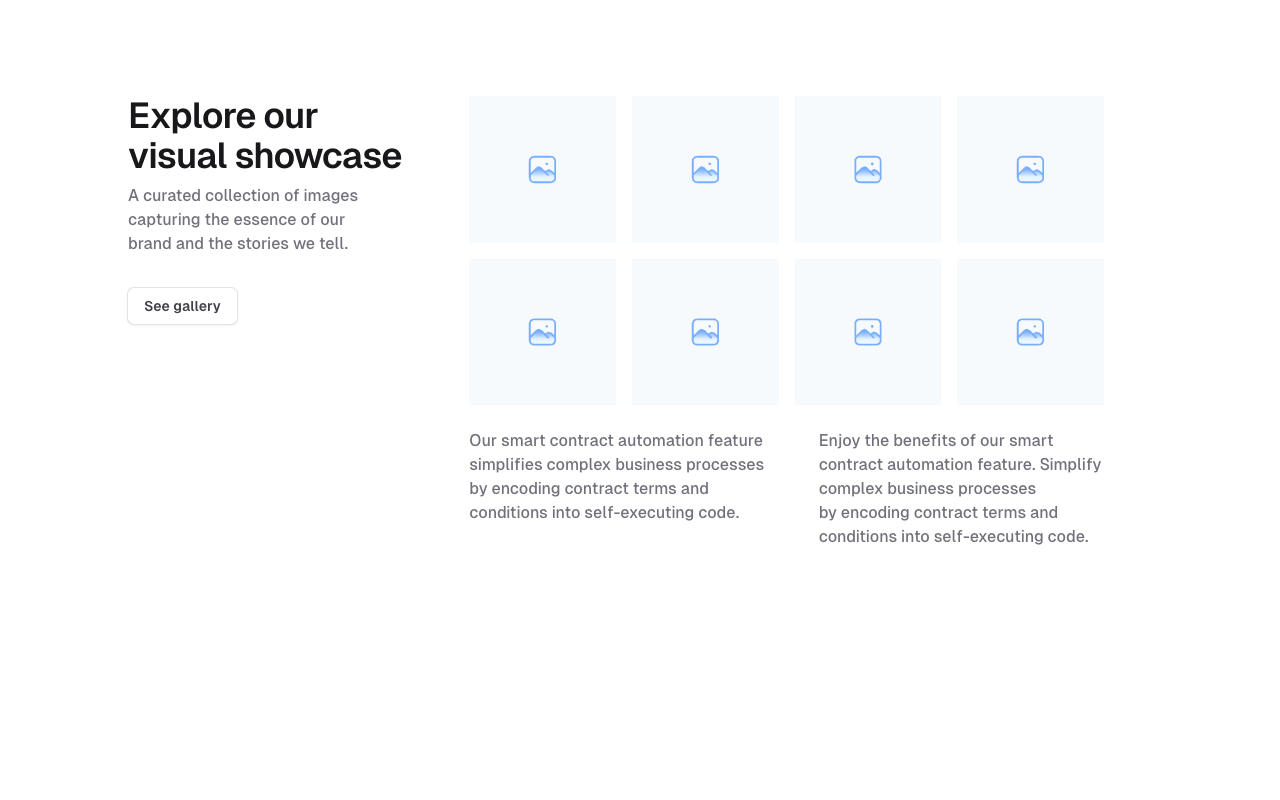 Explore our
visual showcase
A curated collection of images
capturing the essence of our
brand and the stories we tell.
See gallery
Our smart contract automation feature
simplifies complex business processes
by encoding contract terms and
conditions into self-executing code.
Enjoy the benefits of our smart
contract automation feature. Simplify
complex business processes
by encoding contract terms and
conditions into self-executing code.